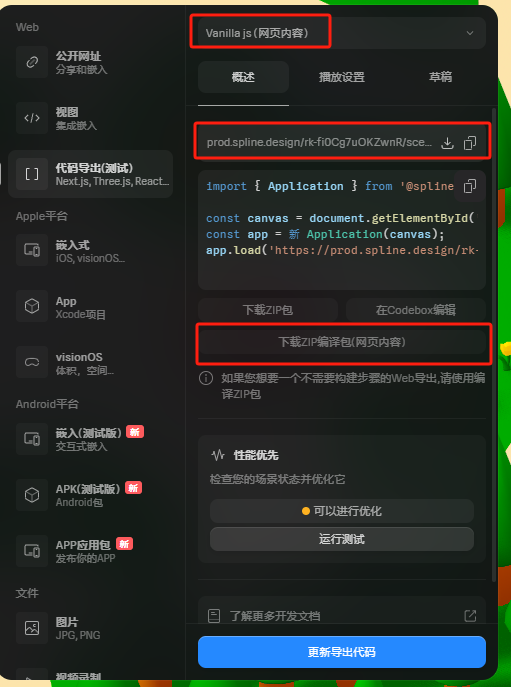 Web
公开网址
分享和嵌入
视图
集成嵌入
代码导出(测试)
Next.js, Three.js, React...
Apple平台
嵌入式
iOS, visionOS...
App
Xcode项目
visionOS
体积，空间...
Android平台
嵌入(测试版) 新
交互式嵌入
APK(测试版) 新
Android包
APP应用包 新
发布你的APP
文件
图片
JPG, PNG
视频录制
Vanilla js (网页内容)
概述 播放设置 草稿
prod.spline.design/rk-fi0Cg7uOKZwnR/sce...
import { Application } from '@spline
const canvas = document.getElementById(
const app = 新 Application(canvas);
app.load('https://prod.spline.design/rk-
下载ZIP包 在Codebox编辑
下载ZIP编译包(网页内容)
如果您想要一个不需要构建步骤的Web导出,请使用编
译ZIP包
性能优先
检查您的场景状态并优化它
可以进行优化
运行测试
了解更多开发文档
更新导出代码